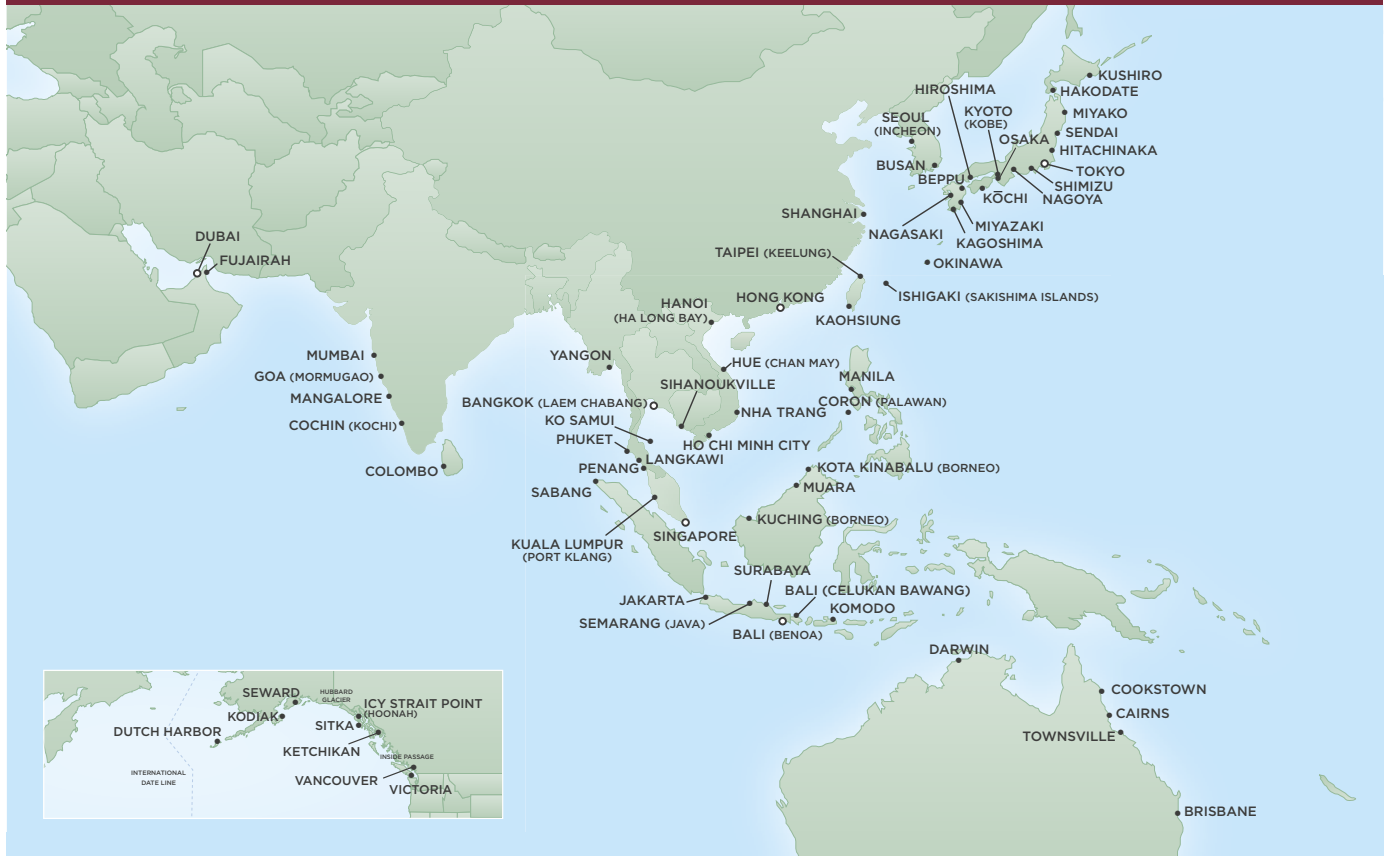 KUSHIRO
HAKODATE
HIROSHIMA
KYOTO
(KOBE)
MIYAKO
SEOUL
(INCHEON)
OSAKA
SENDAI
HITACHINAKA
BUSAN
TOKYO
BEPPU
SHIMIZU
KŌCHI
NAGOYA
SHANGHAI
MIYAZAKI
NAGASAKI
KAGOSHIMA
DUBAI
TAIPEI (KEELUNG)
FUJAIRAH
OKINAWA
HONG KONG
ISHIGAKI (SAKISHIMA ISLANDS)
HANOI
(HA LONG BAY)
KAOHSIUNG
MUMBAI
YANGON
HUE (CHAN MAY)
GOA (MORMUGAO)
SIHANOUKVILLE
MANILA
MANGALORE
BANGKOK (LAEM CHABANG)
CORON (PALAWAN)
NHA TRANG
COCHIN (KOCHI)
KO SAMUI
PHUKET
HO CHI MINH CITY
LANGKAWI
COLOMBO
PENANG
KOTA KINABALU (BORNEO)
SABANG
MUARA
KUCHING (BORNEO)
SINGAPORE
KUALA LUMPUR
(PORT KLANG)
SURABAYA
BALI (CELUKAN BAWANG)
JAKARTA
KOMODO
SEMARANG (JAVA)
BALI (BENOA)
DARWIN
COOKSTOWN
CAIRNS
TOWNSVILLE
BRISBANE
SEWARD
HUBBARD
GLACIER
ICY STRAIT POINT
(HOONAH)
KODIAK
SITKA
DUTCH HARBOR
KETCHIKAN
INSIDE PASSAGE
INTERNATIONAL
DATE LINE
VANCOUVER
VICTORIA